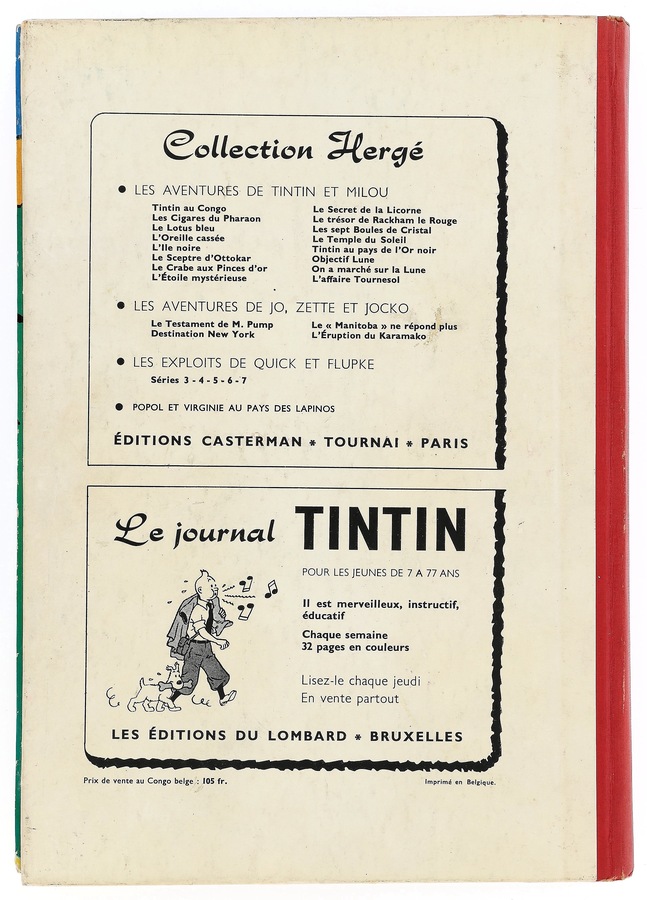 Collection Hergé
● LES AVENTURES DE TINTIN ET MILOU
Tintin au Congo
Les Cigares du Pharaon
Le Lotus bleu
L'Oreille cassée
L'Ile noire
Le Sceptre d'Ottokar
Le Crabe aux Pinces d'or
L'Étoile mystérieuse
Le Secret de la Licorne
Le trésor de Rackham le Rouge
Les sept Boules de Cristal
Le Temple du Soleil
Tintin au pays de l'Or noir
Objectif Lune
On a marché sur la Lune
L'affaire Tournesol
● LES AVENTURES DE JO, ZETTE ET JOCKO
Le Testament de M. Pump
Destination New York
Le « Manitoba » ne répond plus
L'Éruption du Karamako
● LES EXPLOITS DE QUICK ET FLUPKE
Séries 3 - 4 - 5 - 6 - 7
● POPOL ET VIRGINIE AU PAYS DES LAPINOS
ÉDITIONS CASTERMAN * TOURNAI * PARIS
Le journal TINTIN
POUR LES JEUNES DE 7 A 77 ANS
Il est merveilleux, instructif,
éducatif
Chaque semaine
32 pages en couleurs
Lisez-le chaque jeudi
En vente partout
LES ÉDITIONS DU LOMBARD * BRUXELLES
Prix de vente au Congo belge : 105 fr.
Imprimé en Belgique.